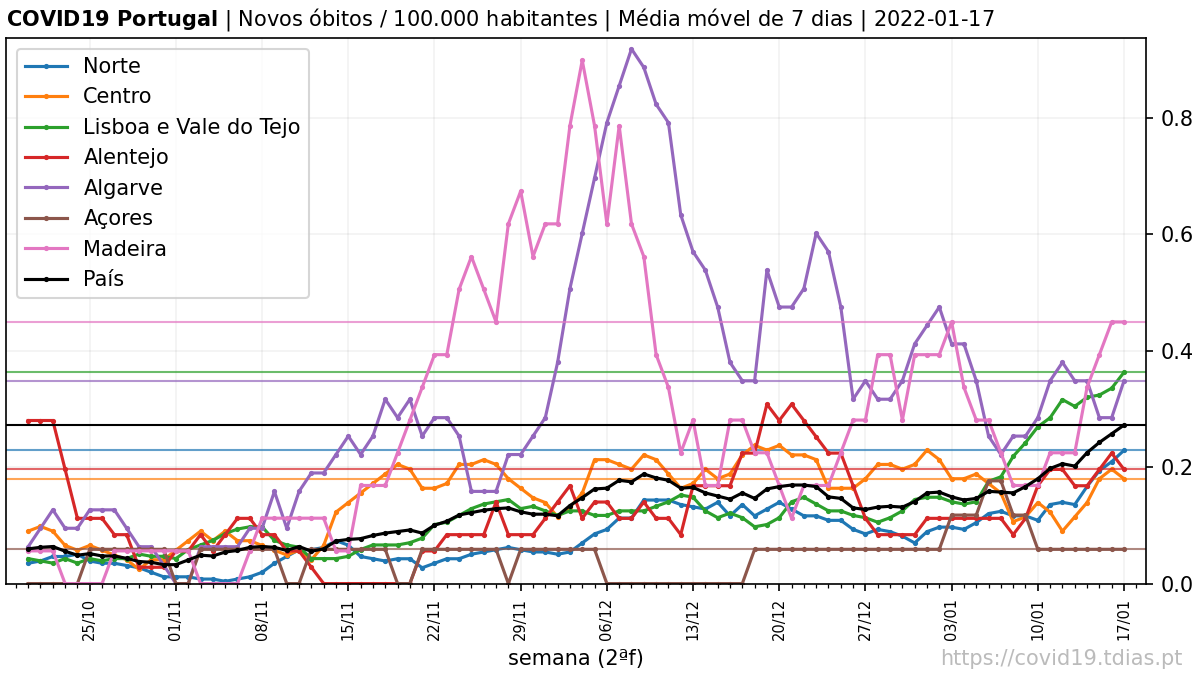 COVID19 Portugal | Novos óbitos / 100.000 habitantes | Média móvel de 7 dias | 2022-01-17
Norte
Centro
Lisboa e Vale do Tejo
Alentejo
Algarve
Açores
Madeira
País
0.8
0.6
0.4
0.2
0.0
25/10
01/11
08/11
15/11
22/11
29/11
06/12
13/12
20/12
27/12
03/01
10/01
17/01
semana (2ªf)
https://covid19.tdias.pt